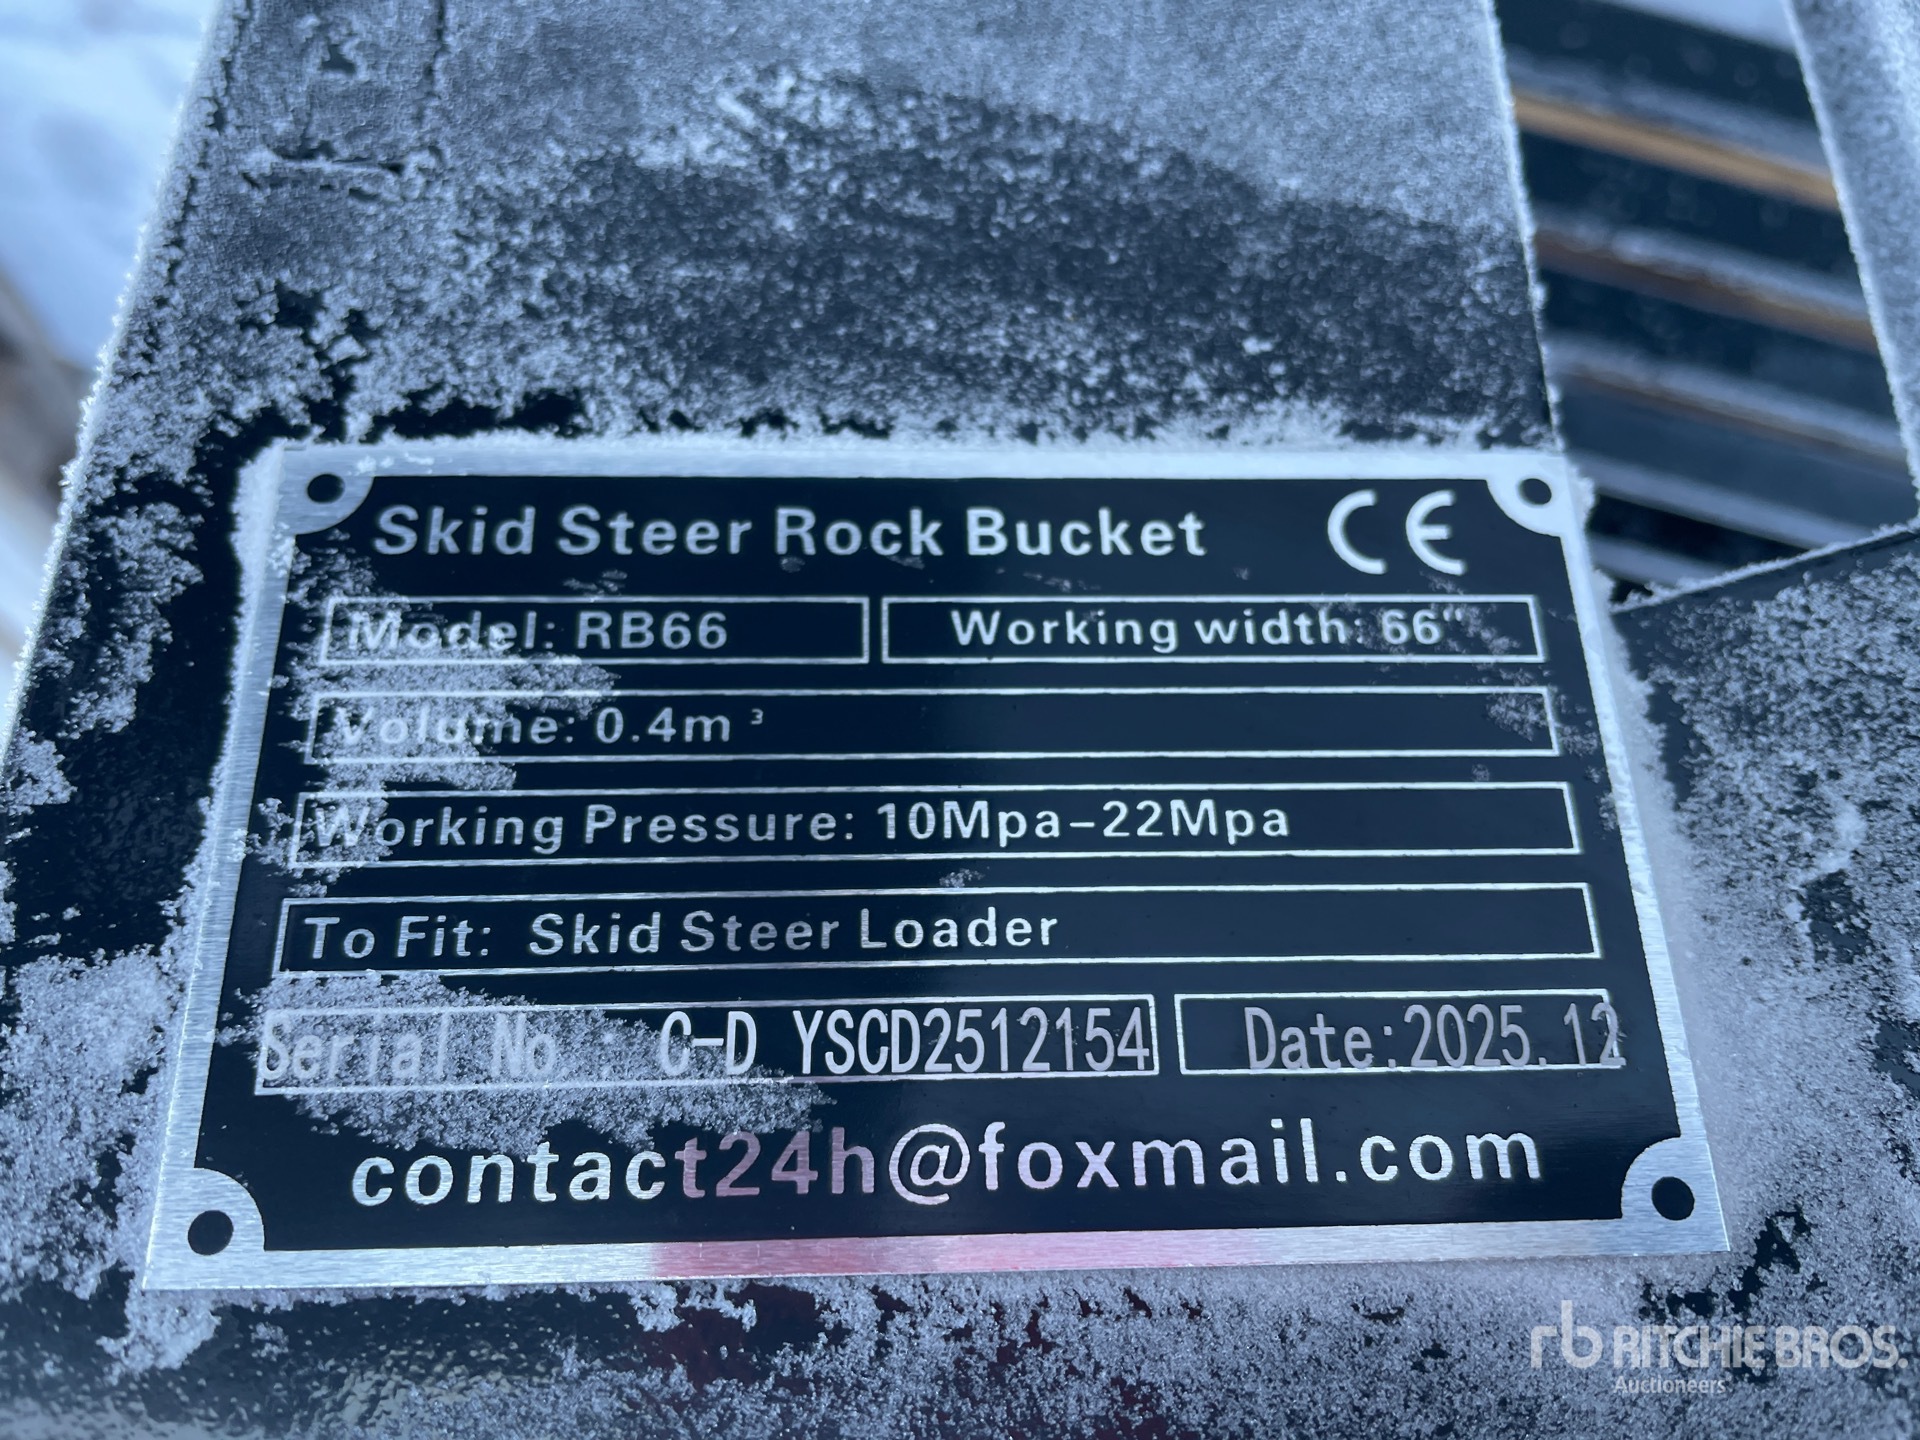 Skid Steer Rock Bucket CE
Model: RB66 Working width: 66"
Volume: 0.4m³
Working Pressure: 10Mpa-22Mpa
To Fit: Skid Steer Loader
Serial No.: C-D YSCD2512154 Date:2025.12
contact24h@foxmail.com
rb RITCHIE BROS.
Auctioneers